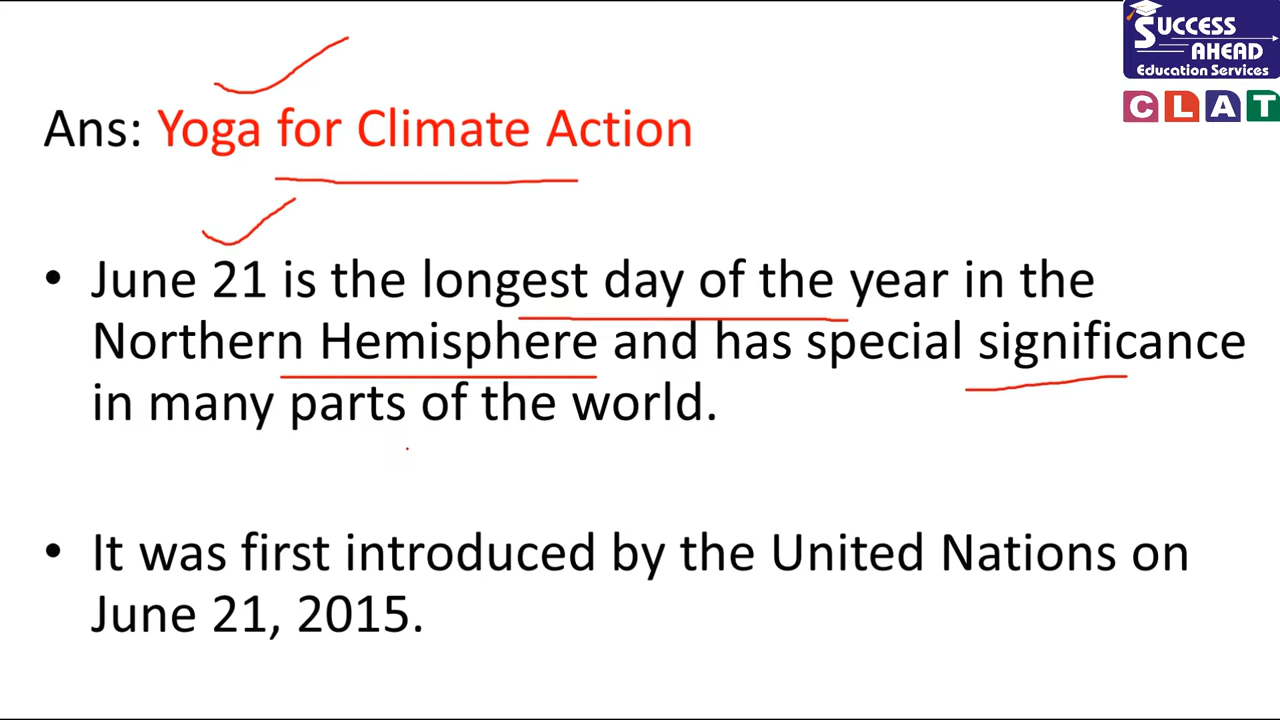 SUCCESS
AHEAD
Education Services
CLAT
Ans: Yoga for Climate Action
• June 21 is the longest day of the year in the
Northern Hemisphere and has special significance
in many parts of the world.
• It was first introduced by the United Nations on
June 21, 2015.